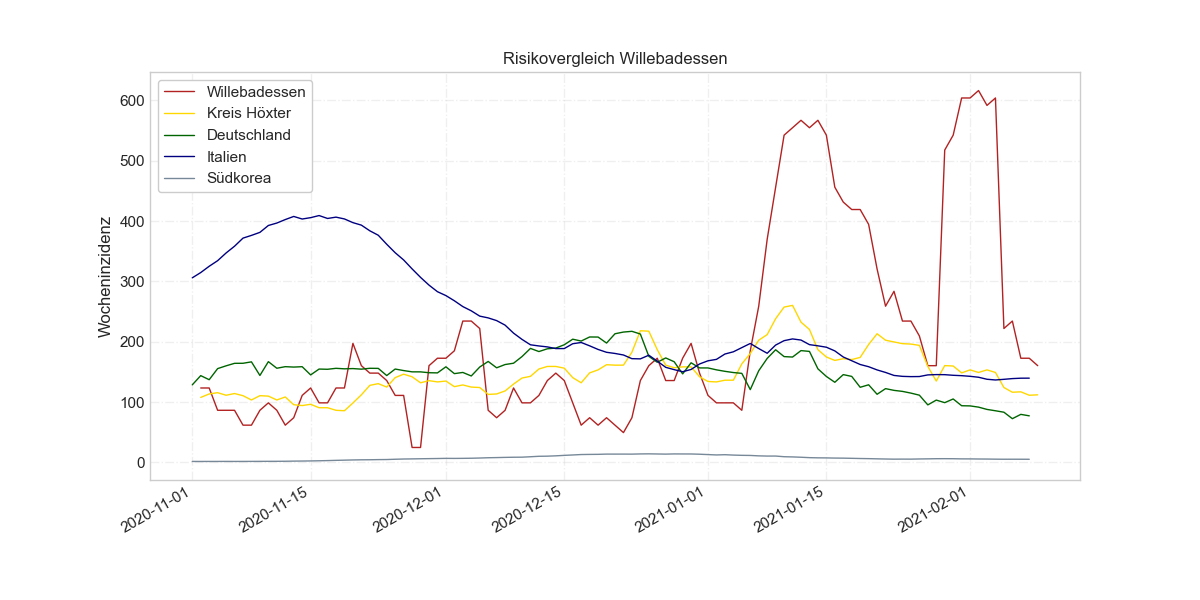 Risikovergleich Willebadessen
Willebadessen
Kreis Höxter
Deutschland
Italien
Südkorea
Wocheninzidenz
600
500
400
300
200
100
0
2020-11-01
2020-11-15
2020-12-01
2020-12-15
2021-01-01
2021-01-15
2021-02-01